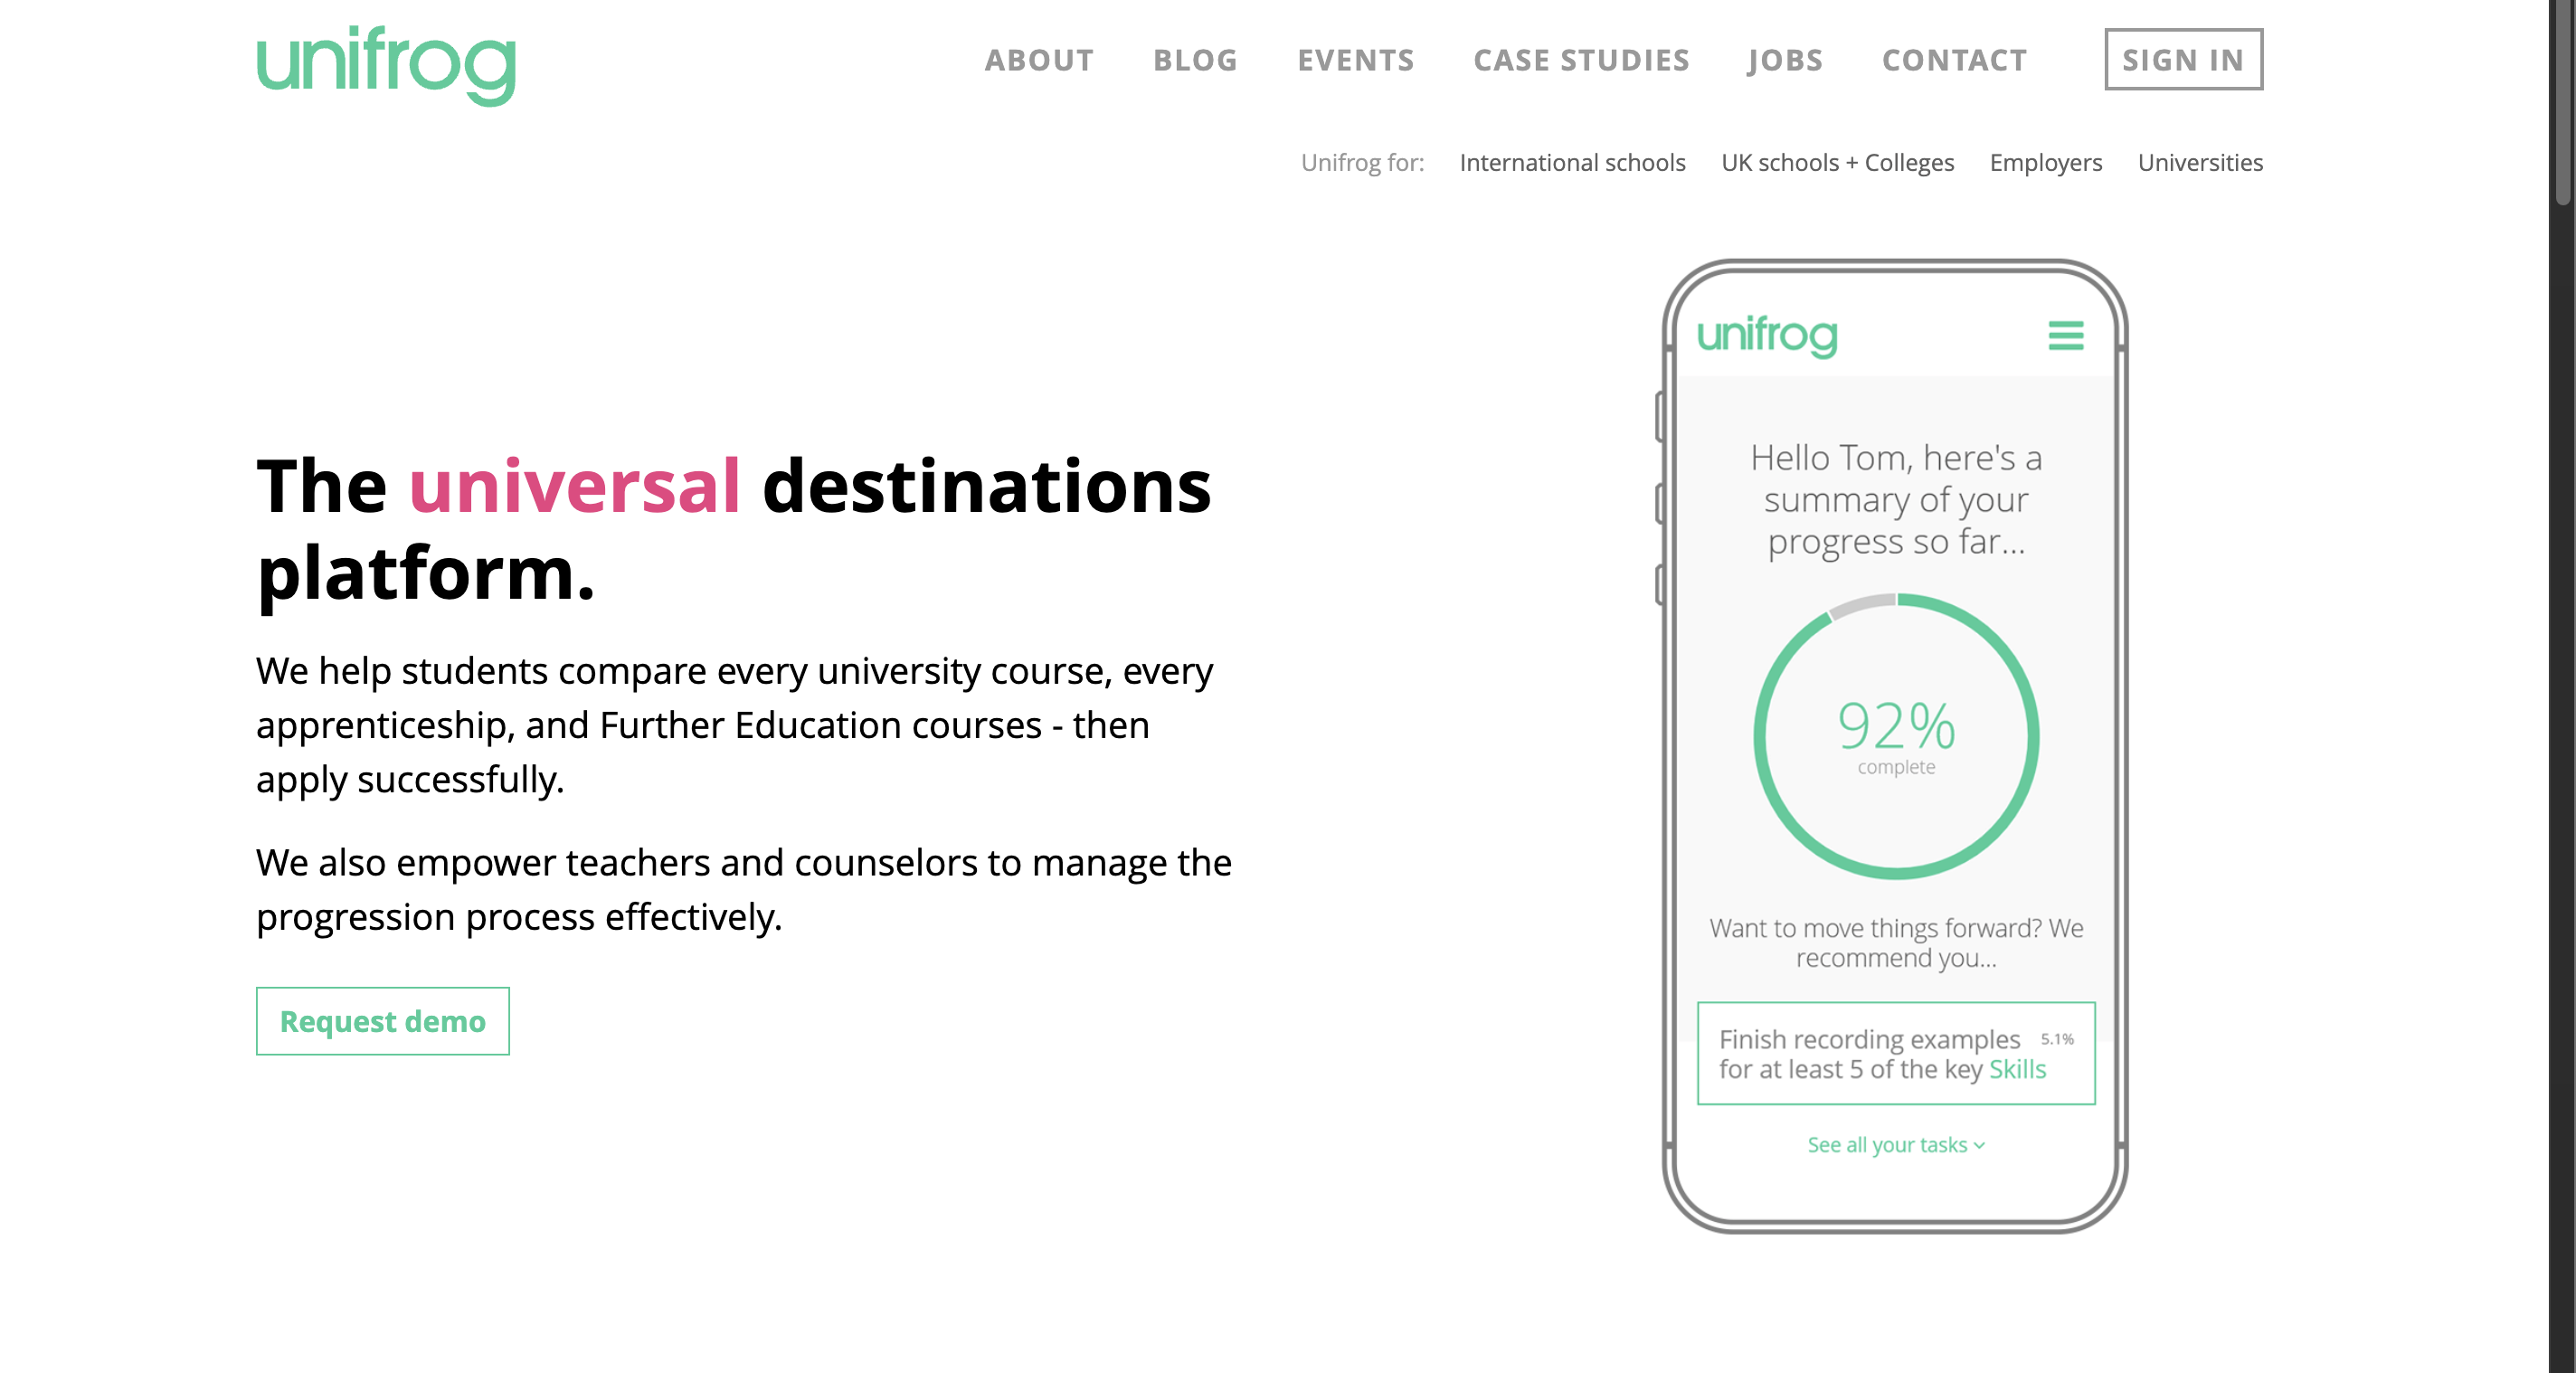 unifrog
ABOUT BLOG EVENTS CASE STUDIES JOBS CONTACT SIGN IN
Unifrog for: International schools UK schools + Colleges Employers Universities
The universal destinations
platform.
We help students compare every university course, every
apprenticeship, and Further Education courses - then
apply successfully.
We also empower teachers and counselors to manage the
progression process effectively.
Request demo
unifrog
Hello Tom, here's a
summary of your
progress so far...
92%
complete
Want to move things forward? We
recommend you...
Finish recording examples 5.1%
for at least 5 of the key Skills
See all your tasks